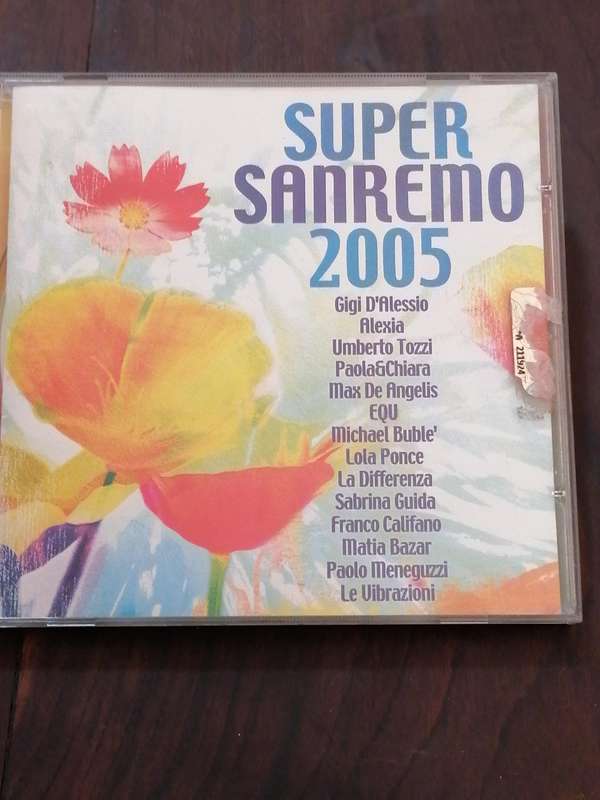 SUPER
SANREMO
2005
Gigi D'Alessio
Alexia
Umberto Tozzi
Paola&Chiara
Max De Angelis
EQU
Michael Buble'
Lola Ponce
La Differenza
Sabrina Guida
Franco Califano
Matia Bazar
Paolo Meneguzzi
Le Vibrazioni
211974